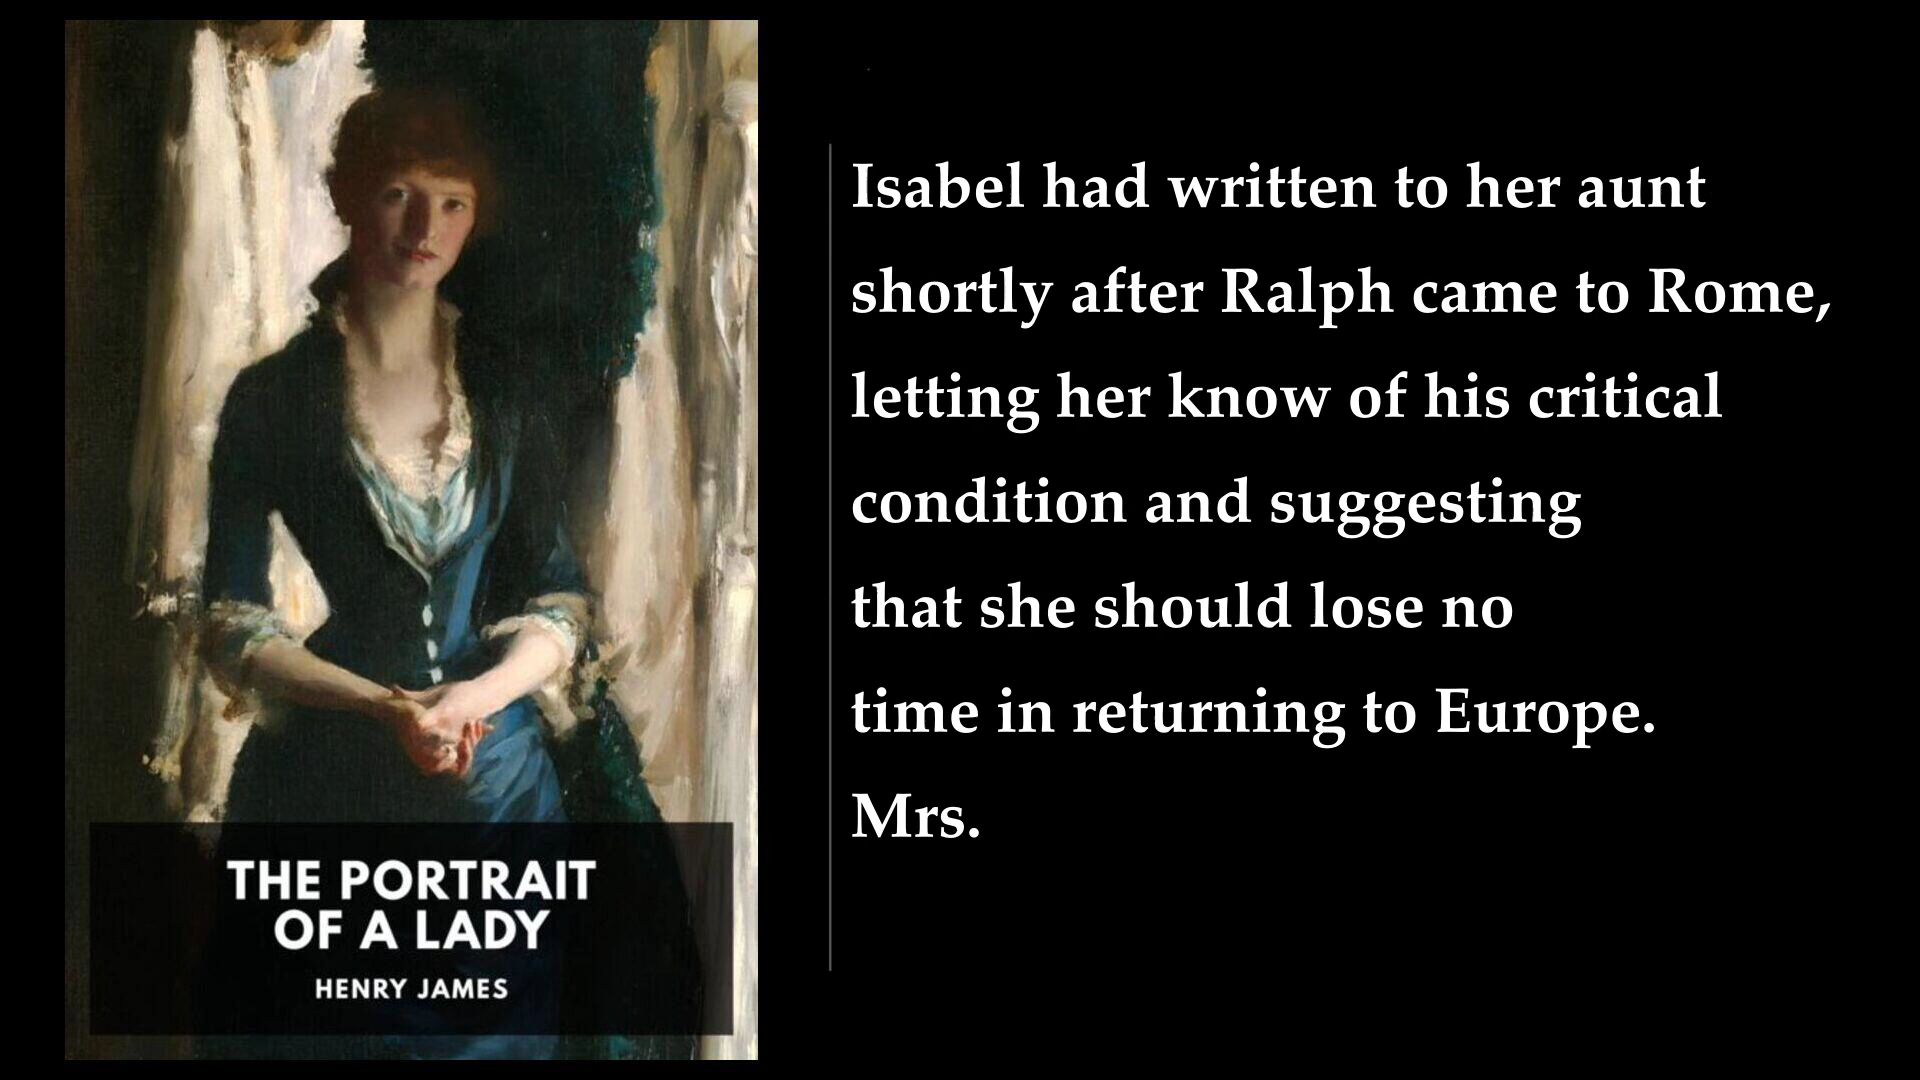 THE PORTRAIT
OF A LADY
HENRY JAMES
Isabel had written to her aunt
shortly after Ralph came to Rome,
letting her know of his critical
condition and suggesting
that she should lose no
time in returning to Europe.
Mrs.